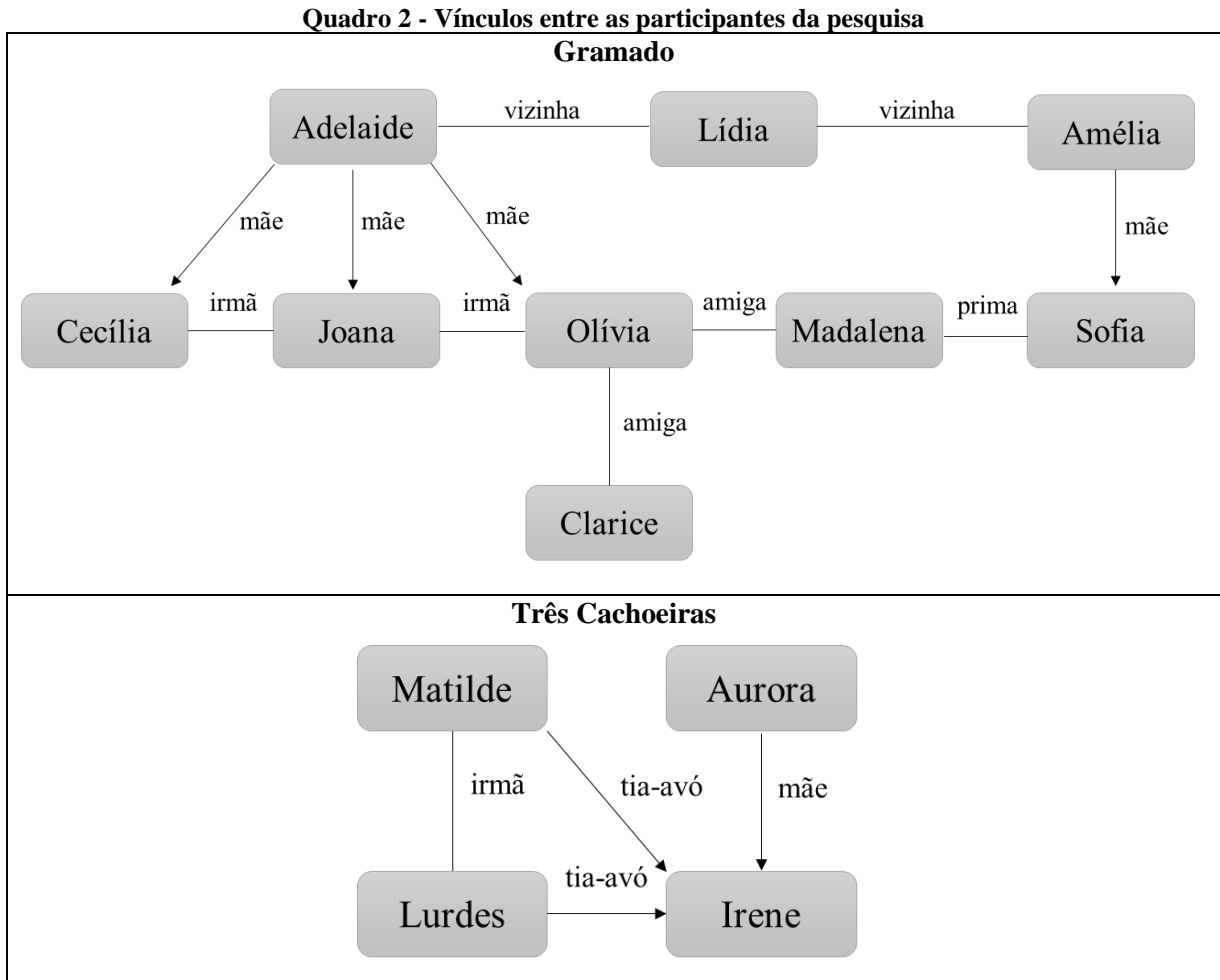 Quadro 2 - Vínculos entre as participantes da pesquisa
Gramado
Adelaide vizinha Lídia vizinha Amélia
mãe mãe mãe mãe
Cecília irmã Joana irmã Olívia amiga Madalena prima Sofia
amiga
Clarice
Três Cachoeiras
Matilde Aurora
irmã tia-avó mãe
Lurdes tia-avó Irene